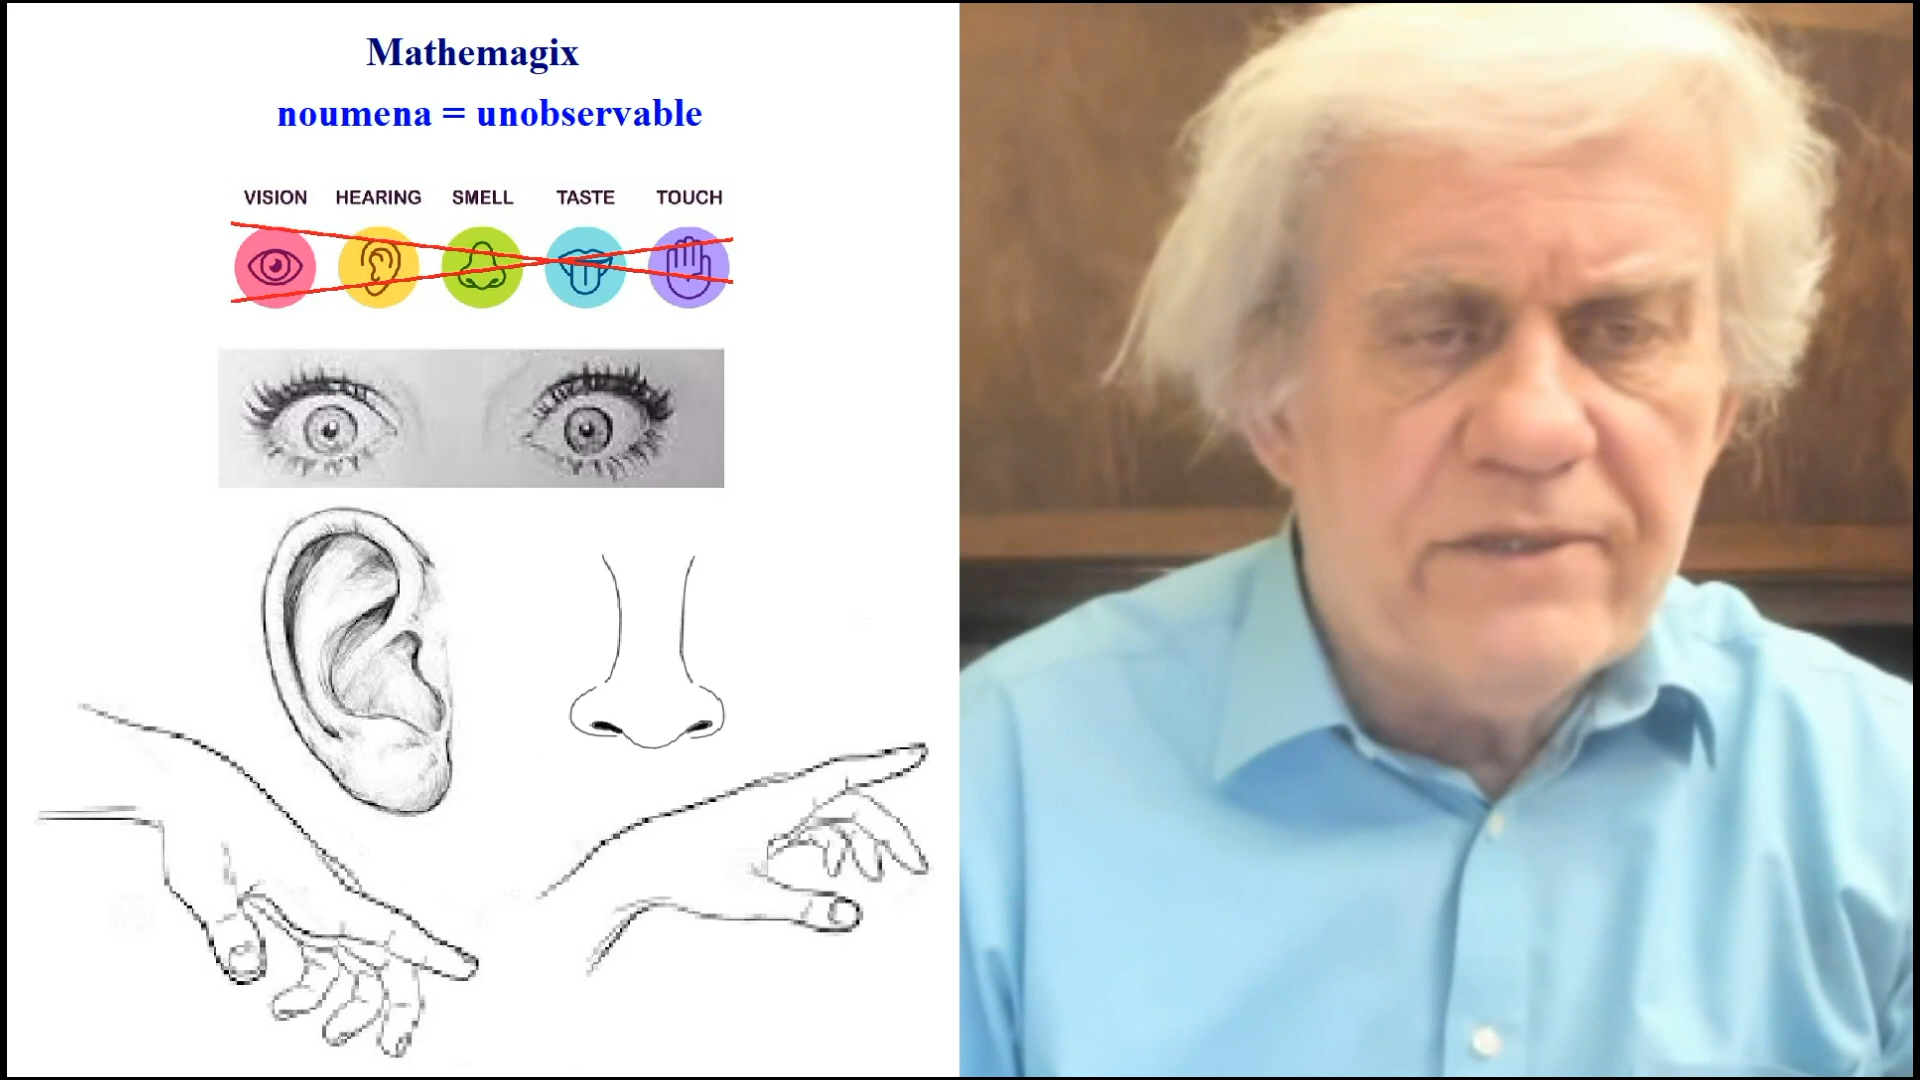 Mathemagix
noumena = unobservable
VISION HEARING SMELL TASTE TOUCH